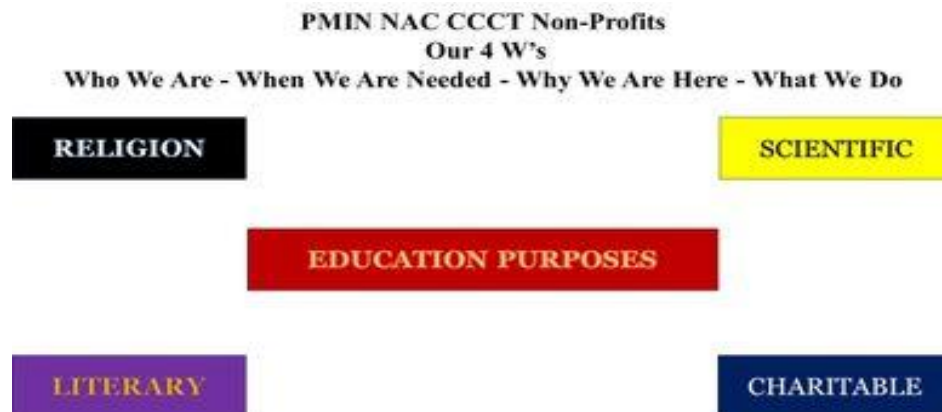 PMIN NAC CCCT Non-Profits
Our 4 W's
Who We Are - When We Are Needed - Why We Are Here - What We Do
RELIGION
SCIENTIFIC
EDUCATION PURPOSES
LITERARY
CHARITABLE